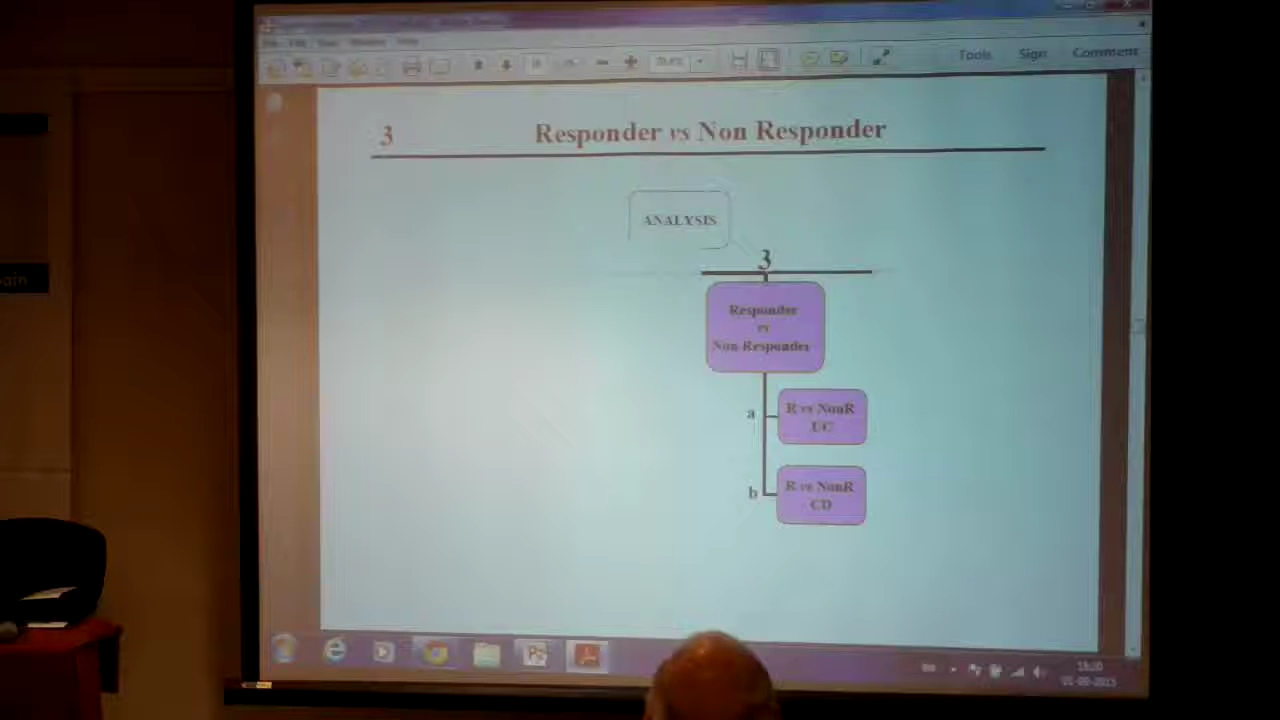 Tools Sign Comment
3 Responder vs Non Responder
ANALYSIS
3
Responder
vs
Non-Responder
a
R vs NonR
UC
b
R vs NonR
CD